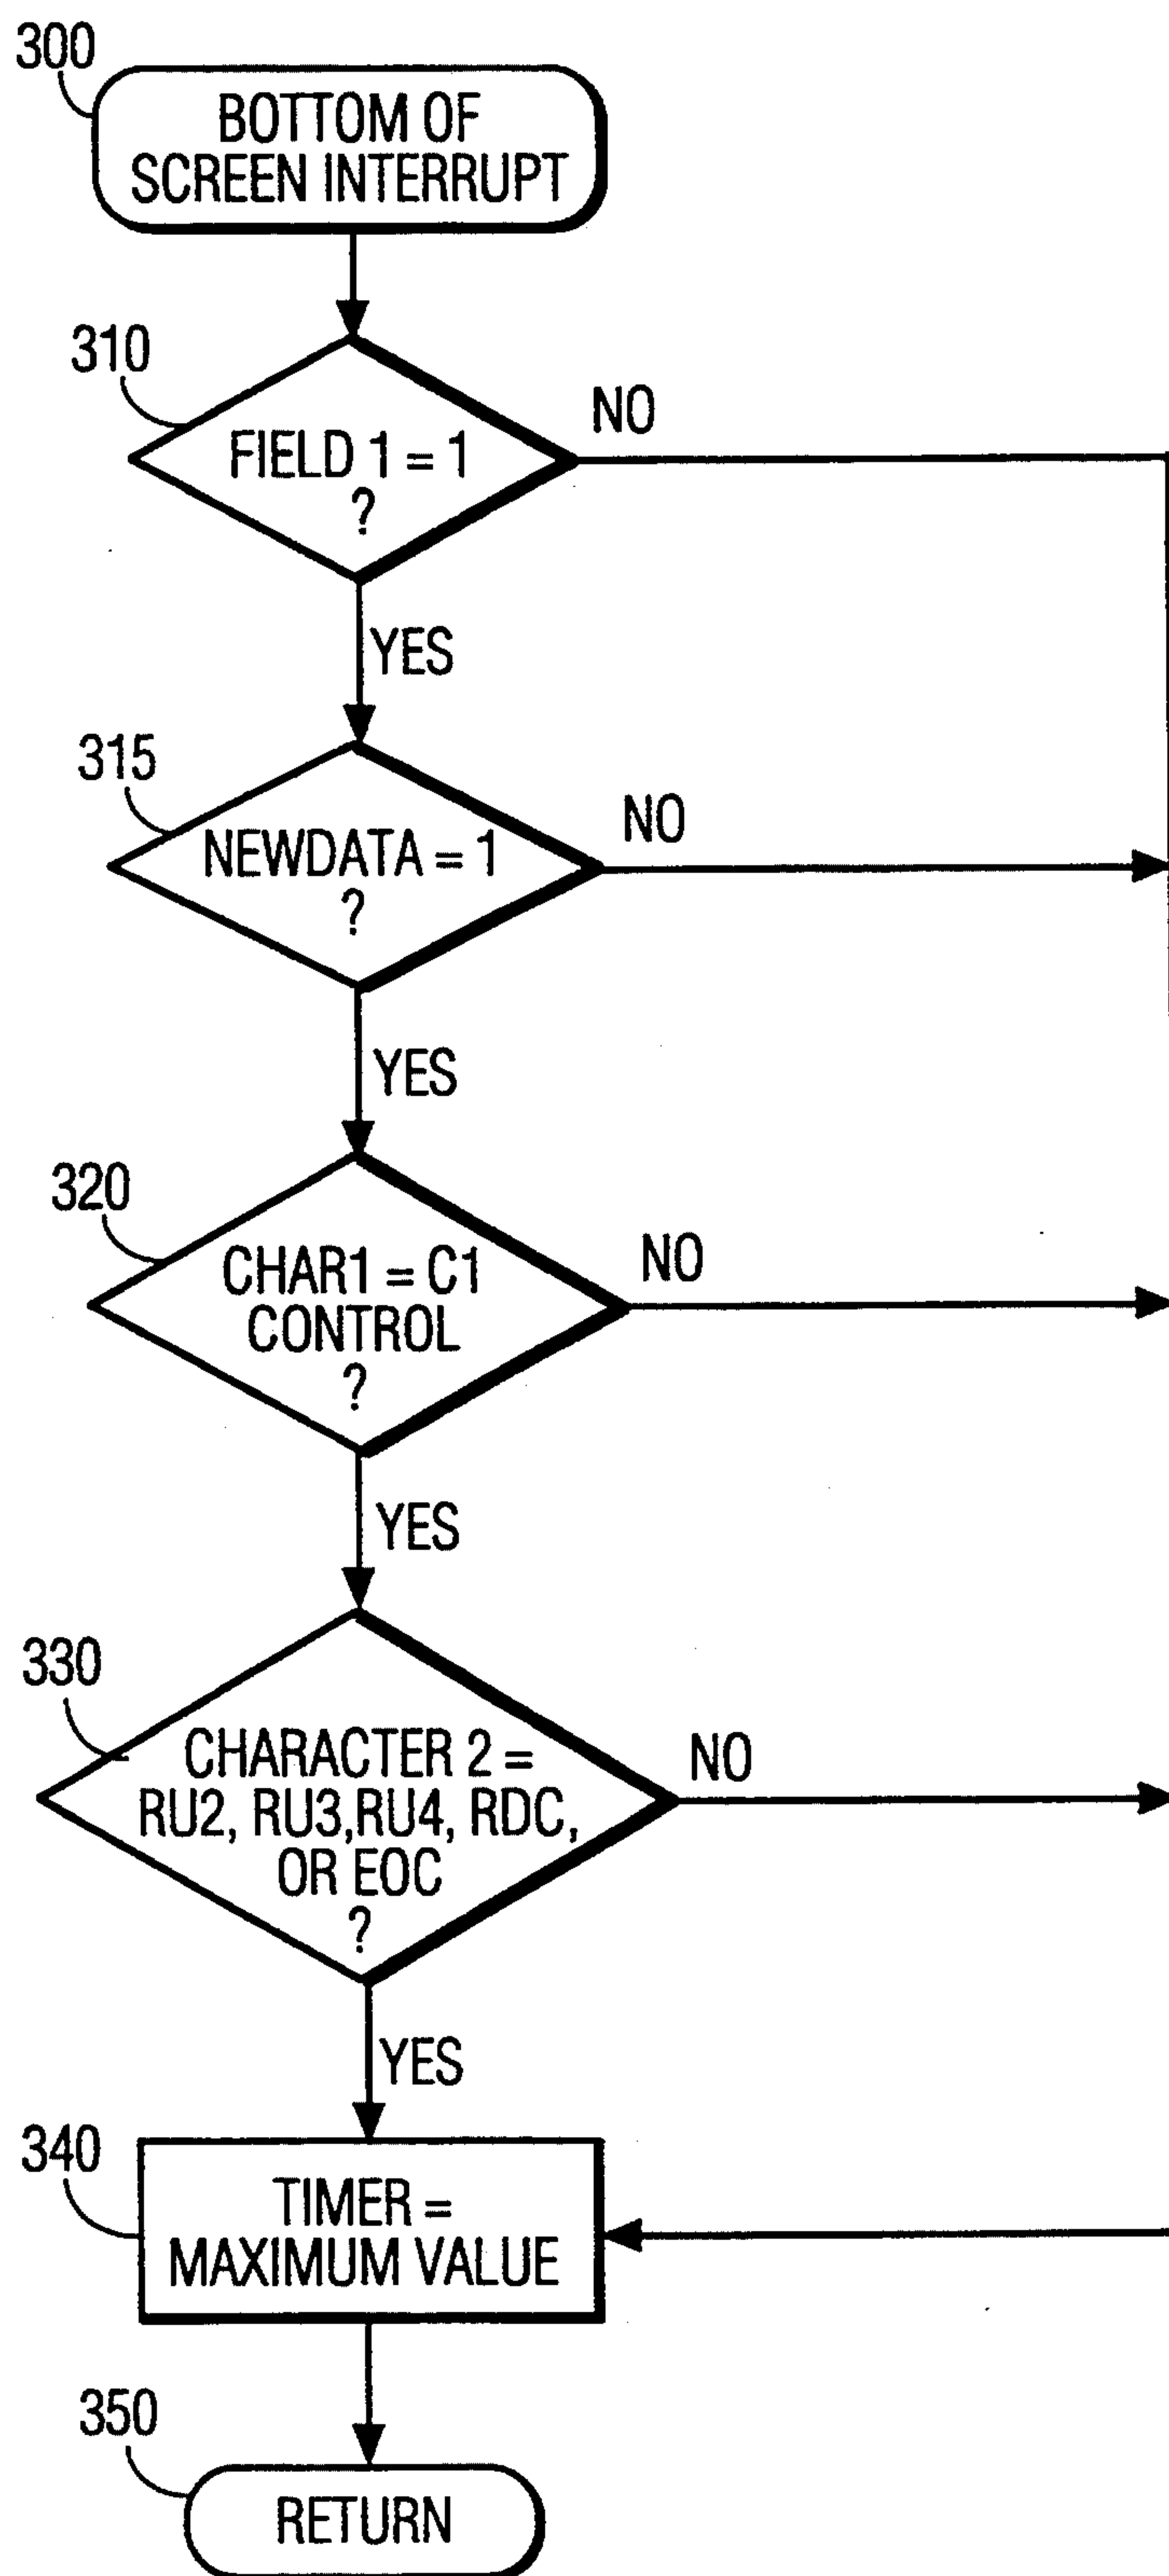 300
BOTTOM OF
SCREEN INTERRUPT
310
FIELD 1 = 1
?
NO
YES
315
NEWDATA = 1
?
NO
YES
320
CHAR1 = C1
CONTROL
?
NO
YES
330
CHARACTER 2 =
RU2, RU3,RU4, RDC,
OR EOC
?
NO
YES
340
TIMER =
MAXIMUM VALUE
350
RETURN